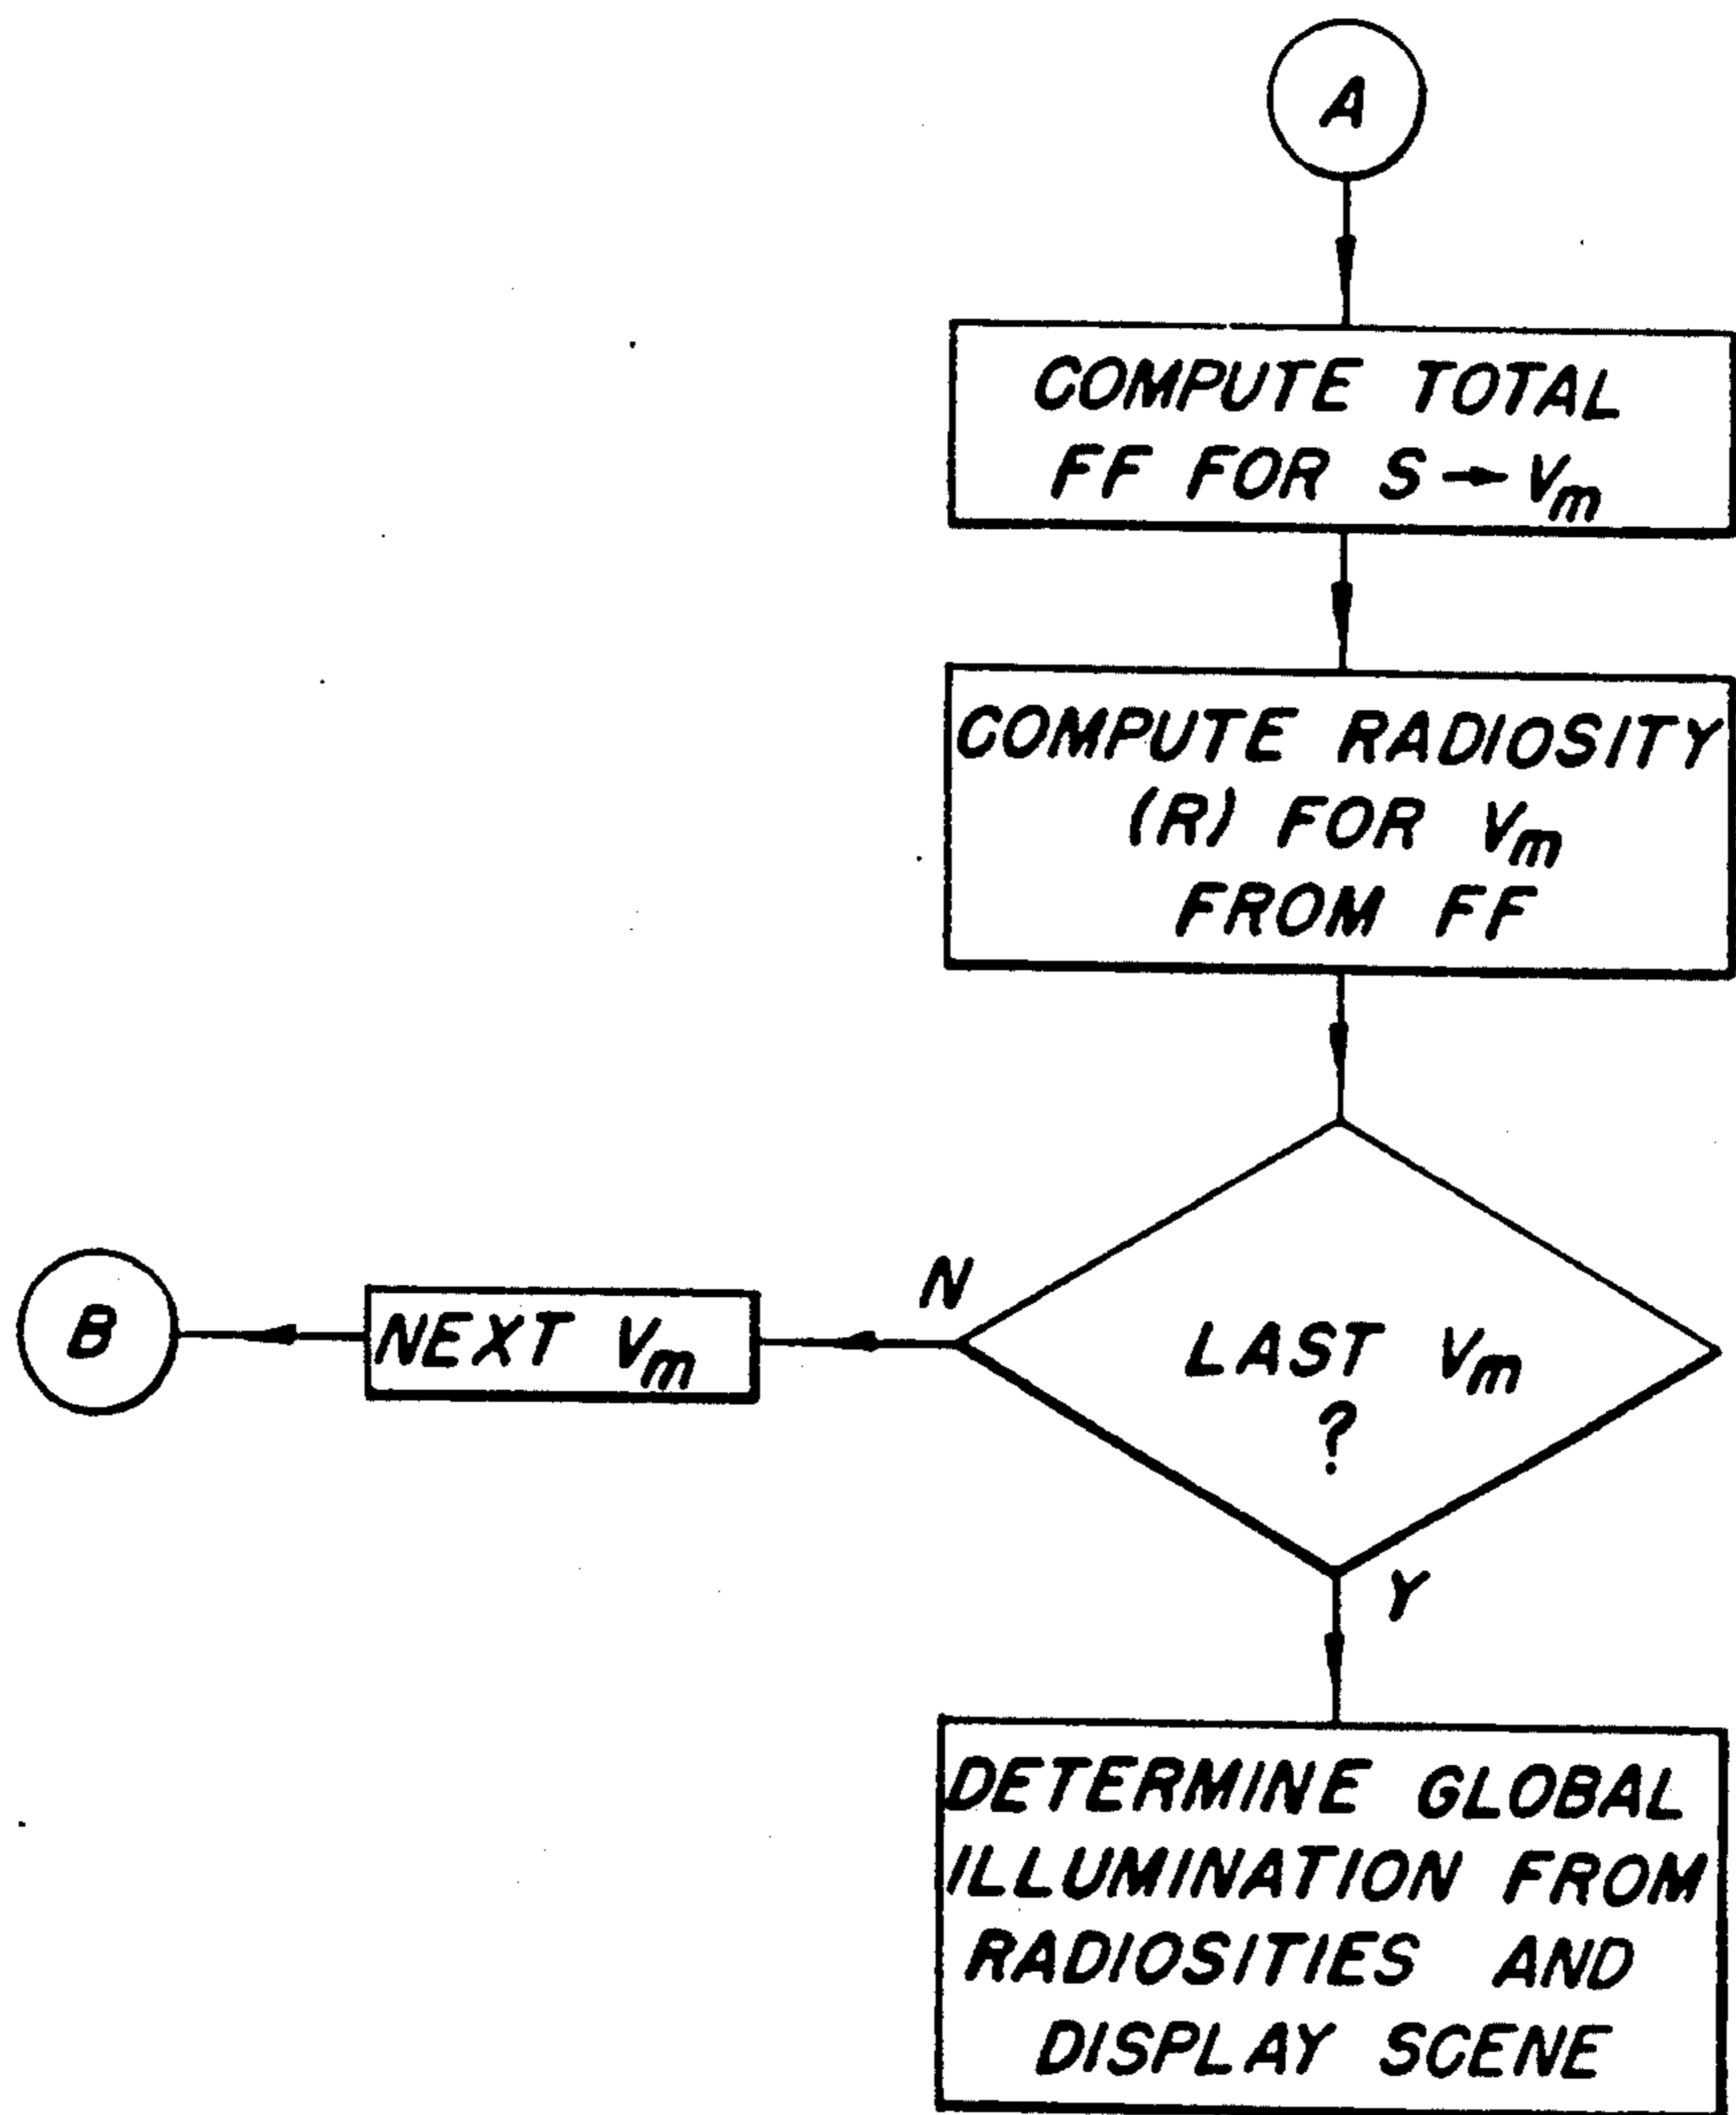 A
COMPUTE TOTAL
FF FOR S→Vm
COMPUTE RADIOSITY
(R) FOR Vm
FROM FF
N
B
NEXT Vm
LAST Vm
?
Y
DETERMINE GLOBAL
ILLUMINATION FROM
RADIOSITIES AND
DISPLAY SCENE